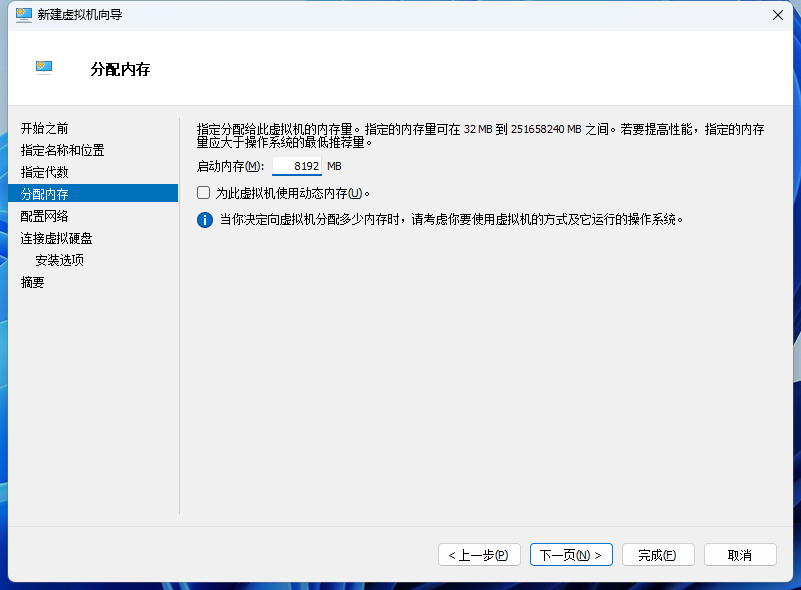 新建虚拟机向导
分配内存
开始之前
指定名称和位置
指定代数
分配内存
配置网络
连接虚拟硬盘
安装选项
摘要
指定分配给此虚拟机的内存量。指定的内存量可在 32 MB 到 251658240 MB 之间。若要提高性能，指定的内存
量应大于操作系统的最低推荐量。
启动内存(M): 8192 MB
为此虚拟机使用动态内存(U)。
当你决定向虚拟机分配多少内存时，请考虑你要使用虚拟机的方式及它运行的操作系统。
< 上一步(P) 下一页(N) > 完成(F) 取消